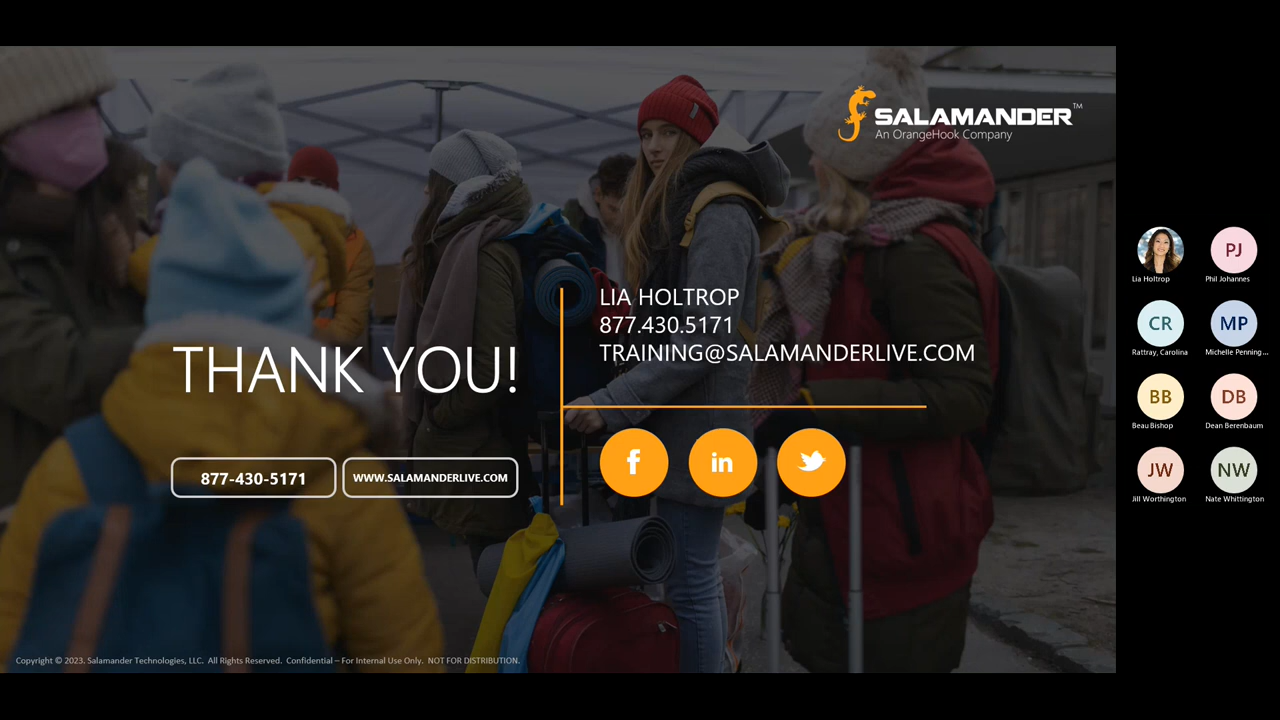 SALAMANDER™
An OrangeHook Company
LIA HOLTROP
877.430.5171
TRAINING@SALAMANDERLIVE.COM
THANK YOU!
877-430-5171
WWW.SALAMANDERLIVE.COM
f
in
Copyright © 2023. Salamander Technologies, LLC. All Rights Reserved. Confidential – For Internal Use Only. NOT FOR DISTRIBUTION.
Lia Holtrop
PJ
Phil Johannes
CR
Rattray, Carolina
MP
Michelle Penning...
BB
Beau Bishop
DB
Dean Berenbaum
JW
Jill Worthington
NW
Nate Whittington